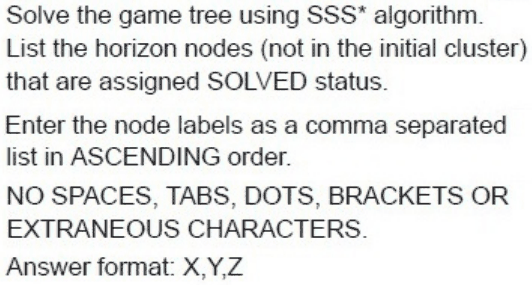 Solve the game tree using SSS* algorithm.
List the horizon nodes (not in the initial cluster)
that are assigned SOLVED status.
Enter the node labels as a comma separated
list in ASCENDING order.
NO SPACES, TABS, DOTS, BRACKETS OR
EXTRANEOUS CHARACTERS.
Answer format: X,Y,Z